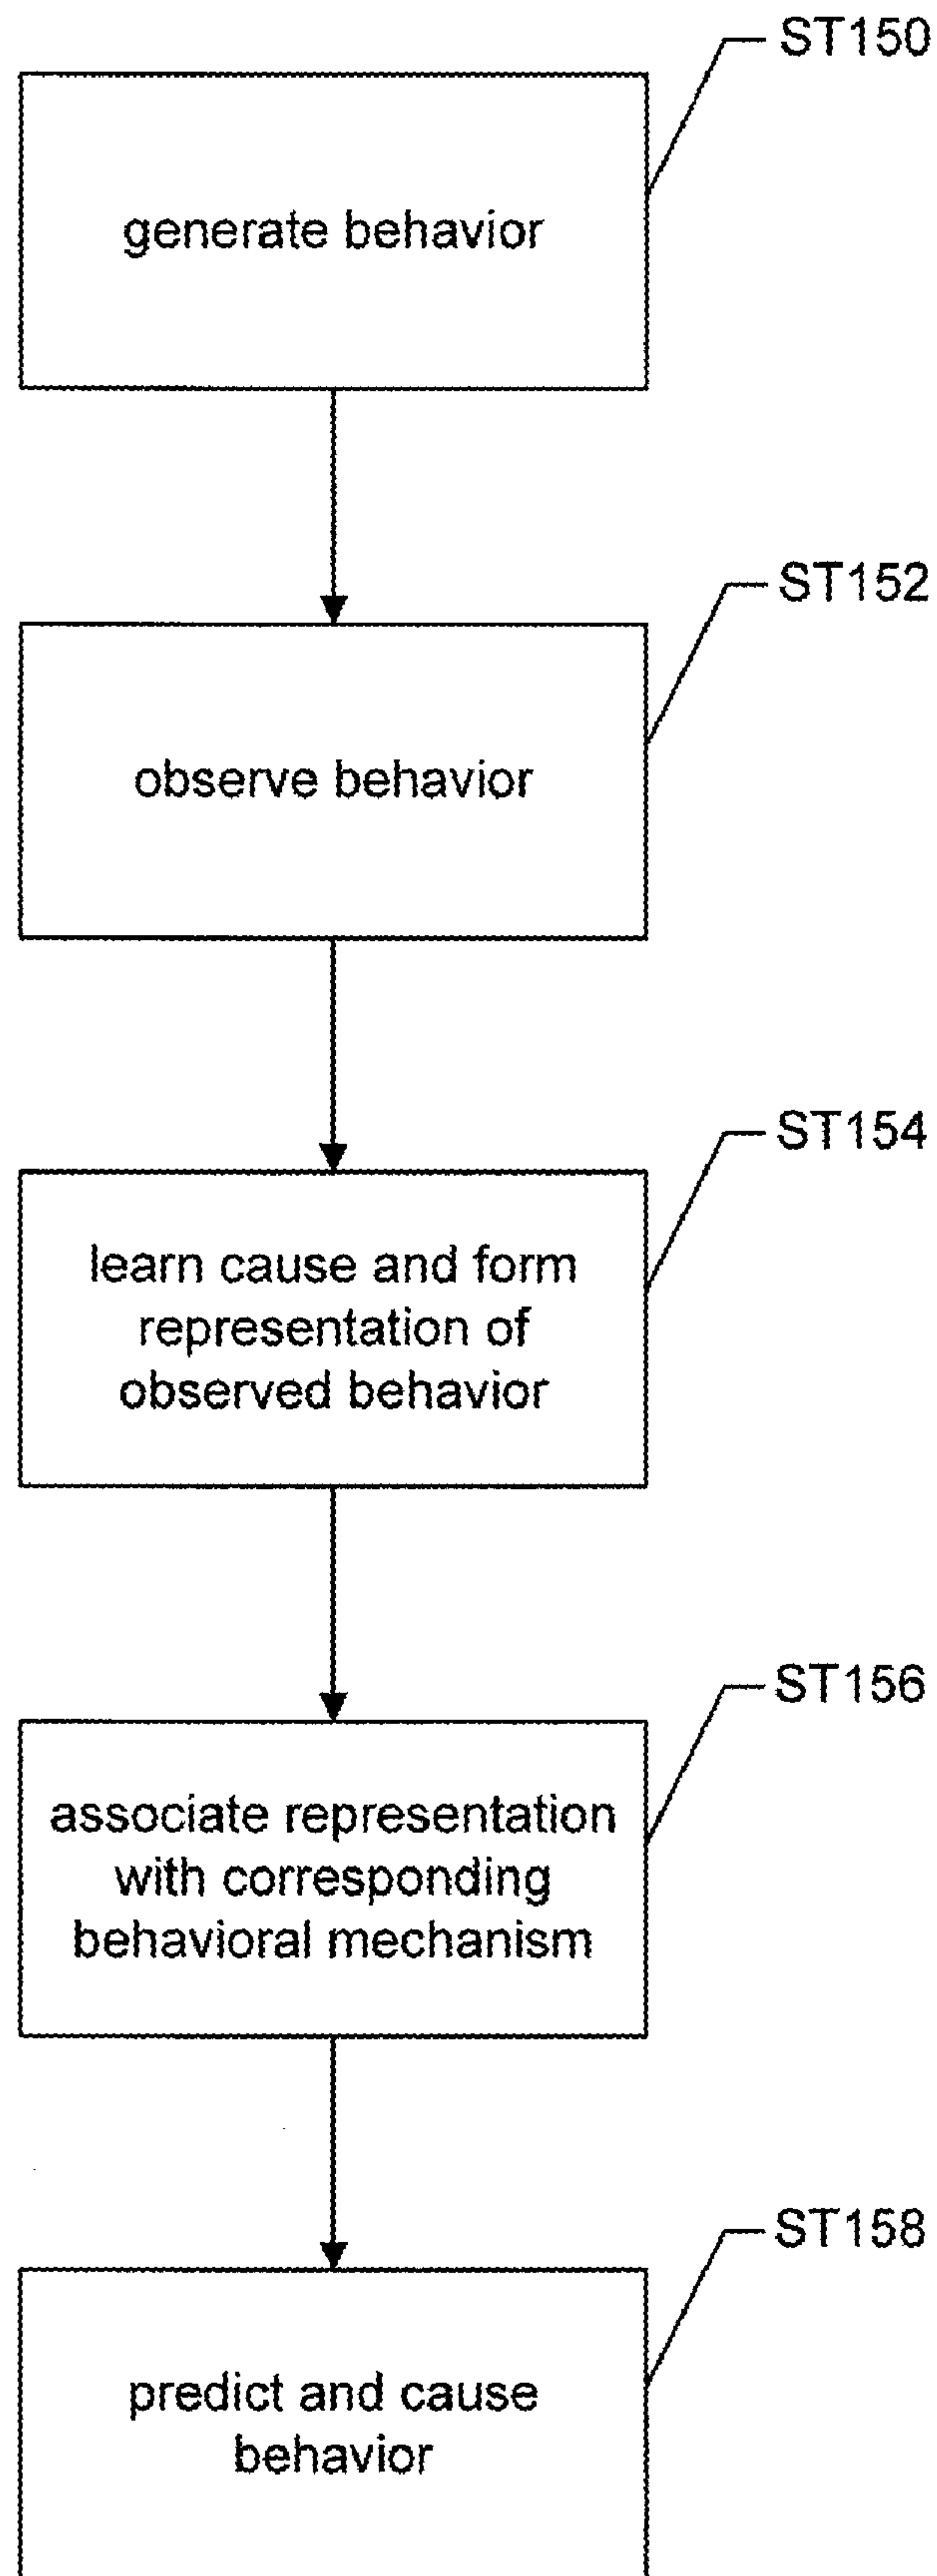 ST150
generate behavior
ST152
observe behavior
ST154
learn cause and form
representation of
observed behavior
ST156
associate representation
with corresponding
behavioral mechanism
ST158
predict and cause
behavior